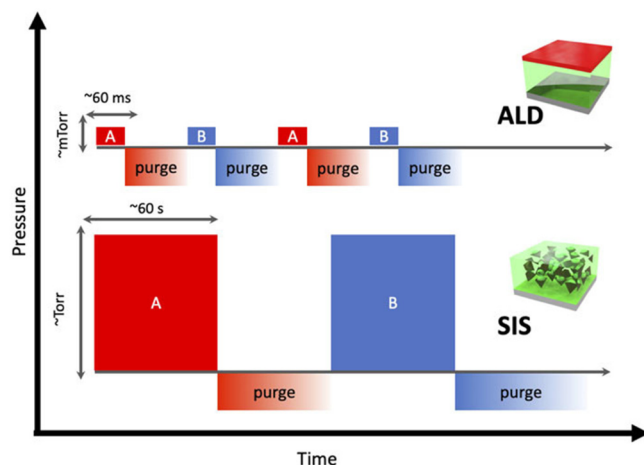 ~60 ms
ALD
~mTorr
A
B
A
B
purge
purge
purge
purge
~60 s
Pressure
~Torr
A
B
SIS
purge
purge
Time